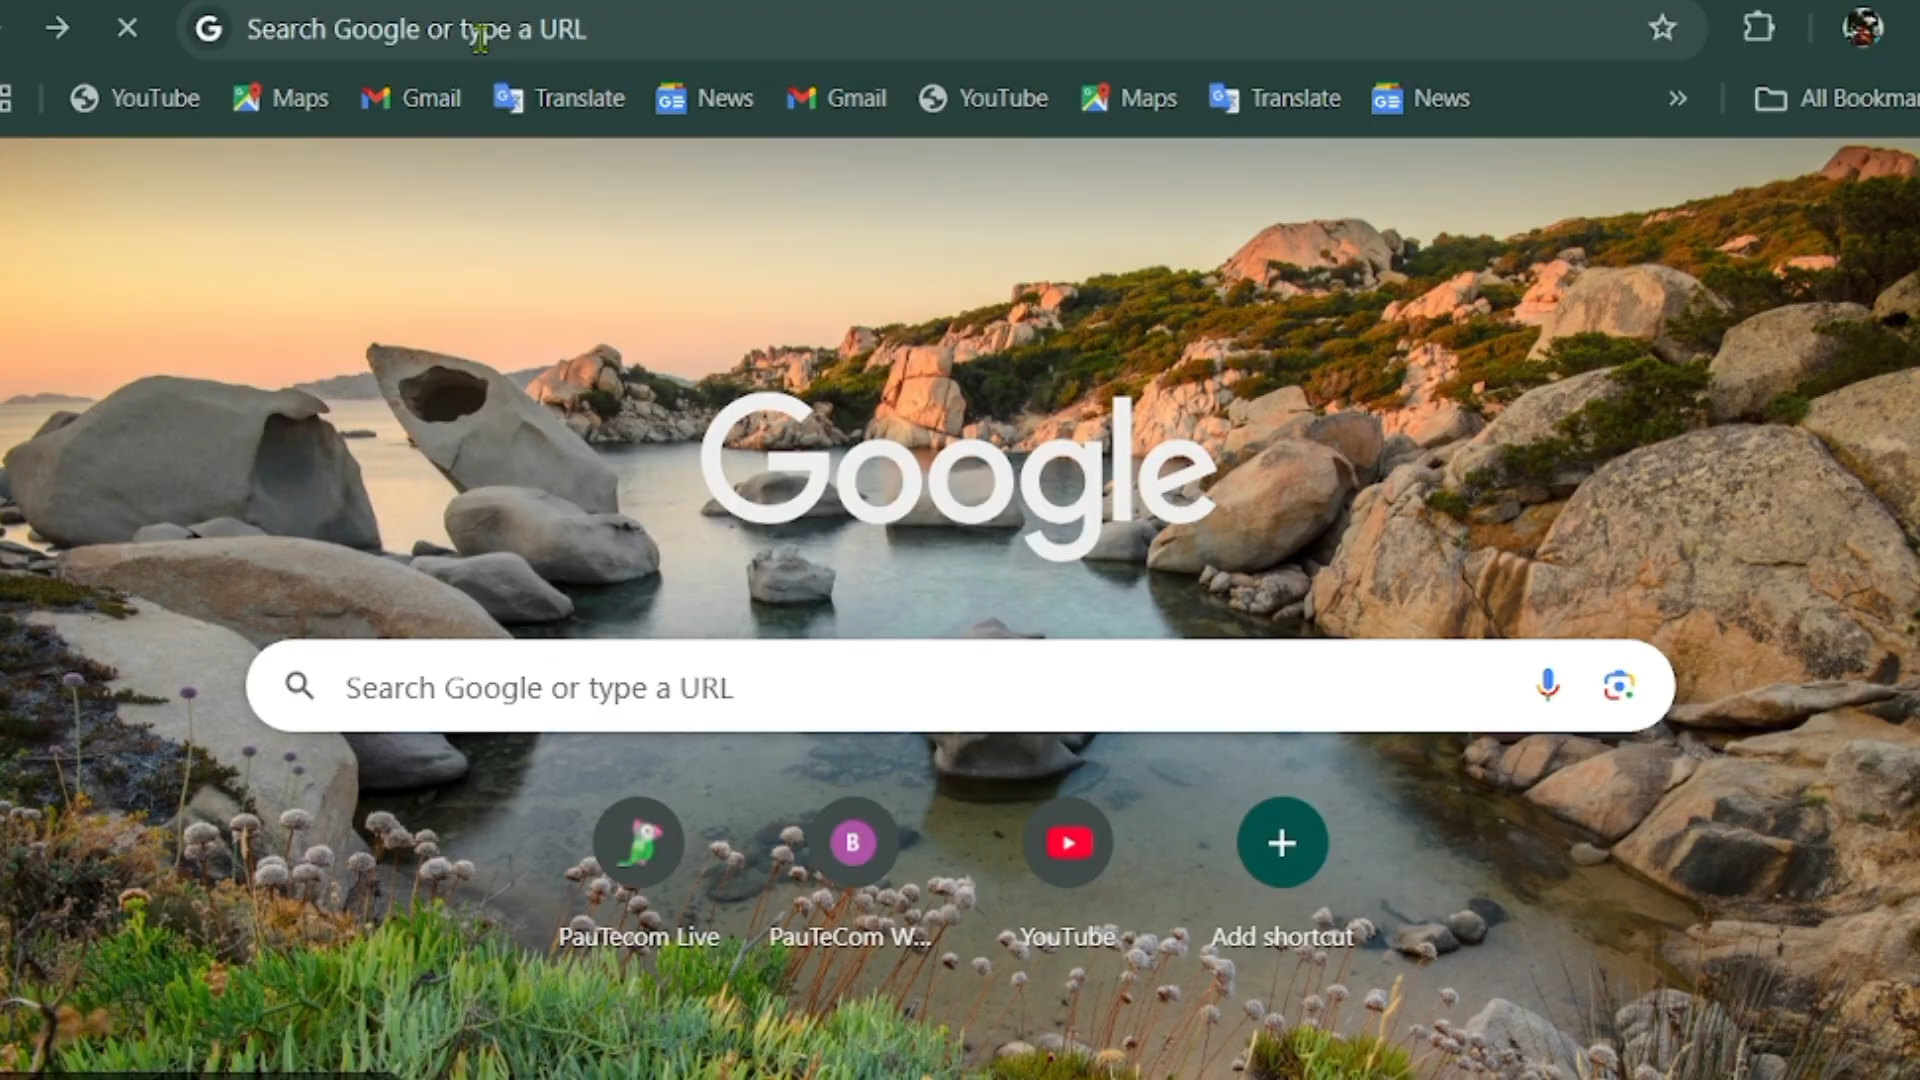 Search Google or type a URL
YouTube Maps Gmail Translate News Gmail YouTube Maps Translate News » All Bookmar
Google
Search Google or type a URL
B
PauTecom Live PauTeCom W... YouTube Add shortcut